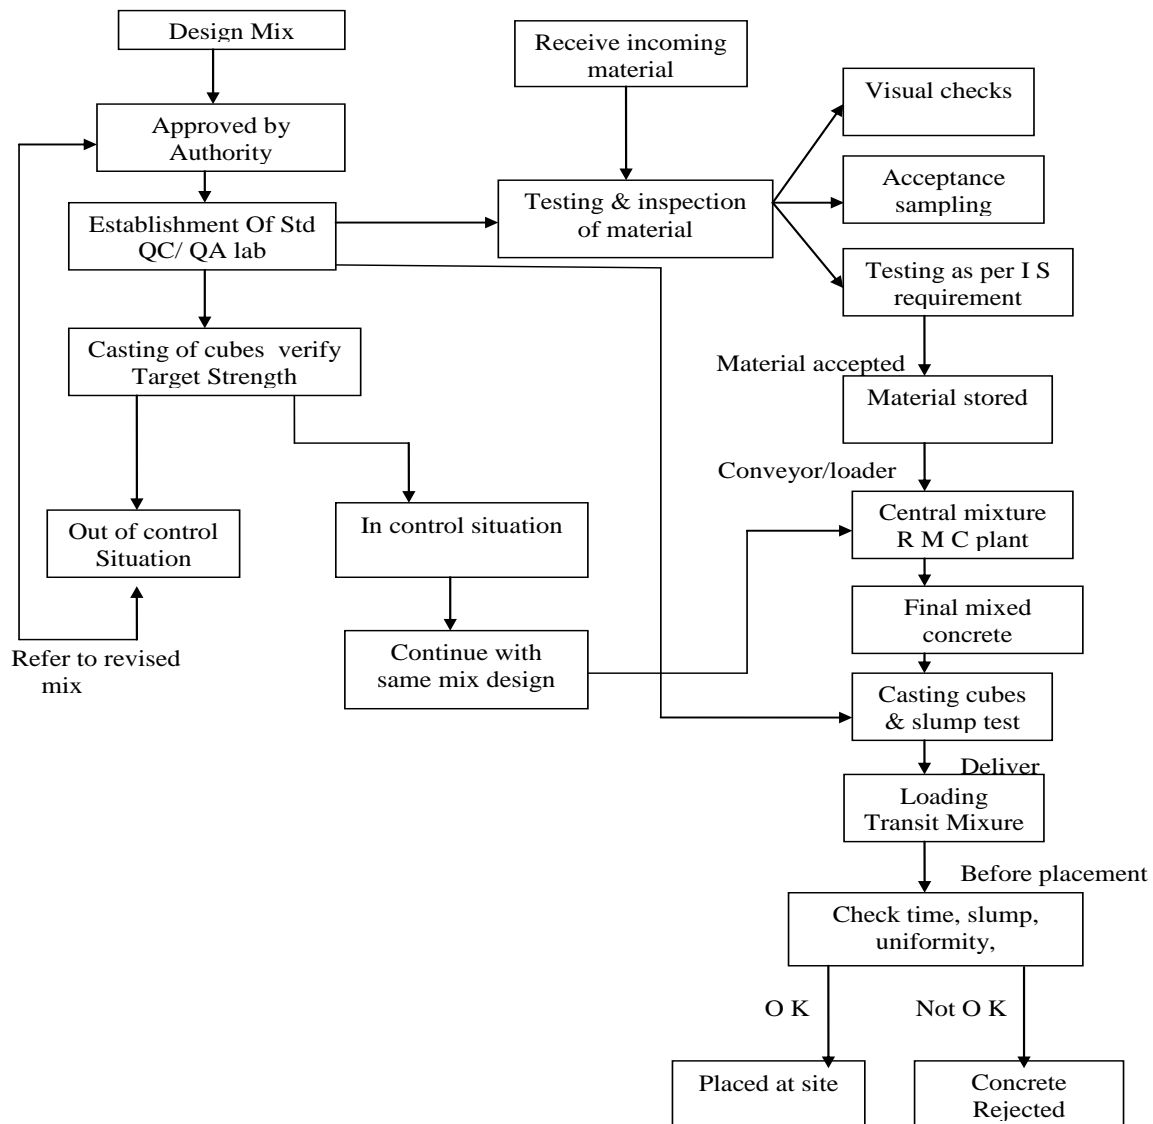 Design Mix
Receive incoming
material
Visual checks
Approved by
Authority
Acceptance
sampling
Establishment Of Std
QC/ QA lab
Testing & inspection
of material
Testing as per I S
requirement
Casting of cubes  verify
Target Strength
Material accepted
Material stored
Conveyor/loader
Out of control
Situation
In control situation
Central mixture
R M C plant
Final mixed
concrete
Refer to revised
mix
Continue with
same mix design
Casting cubes
& slump test
Deliver
Loading
Transit Mixure
Before placement
Check time, slump,
uniformity,
O K
Not O K
Placed at site
Concrete
Rejected